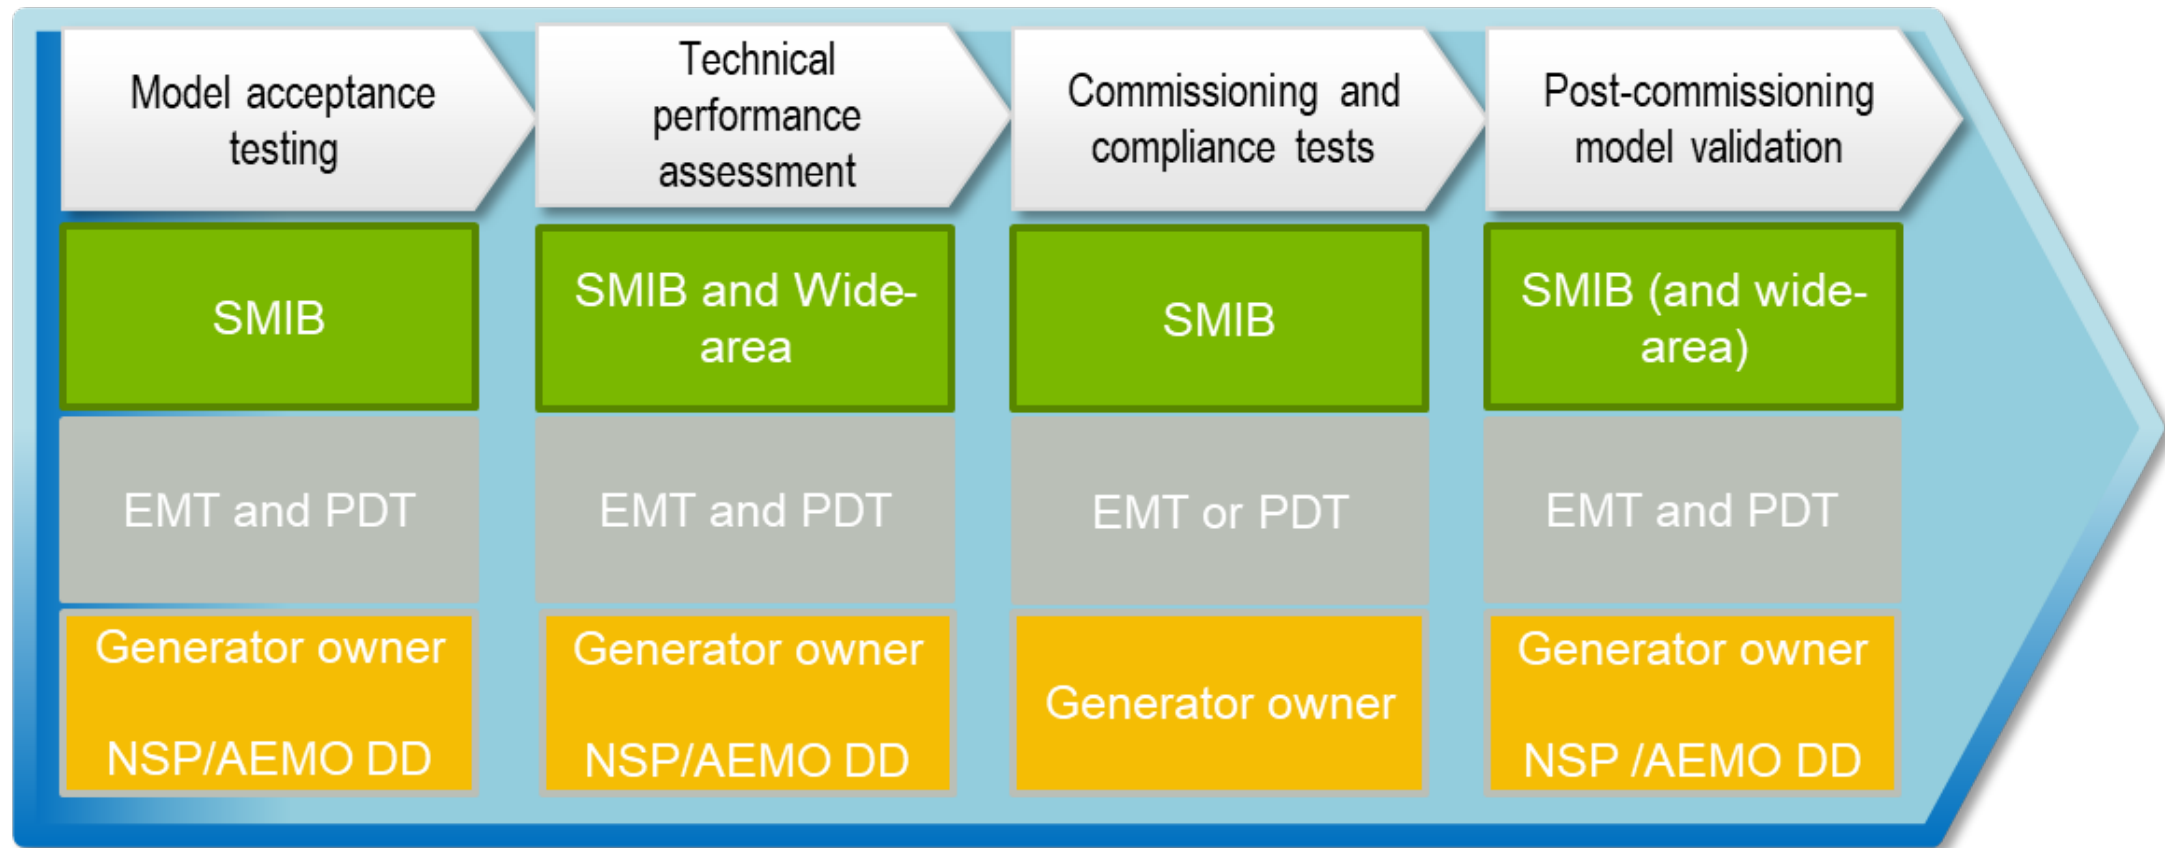 Model acceptance
testing
Technical
performance
assessment
Commissioning and
compliance tests
Post-commissioning
model validation
SMIB
SMIB and Wide-
area
SMIB
SMIB (and wide-
area)
EMT and PDT
EMT and PDT
EMT or PDT
EMT and PDT
Generator owner
NSP/AEMO DD
Generator owner
NSP/AEMO DD
Generator owner
Generator owner
NSP /AEMO DD